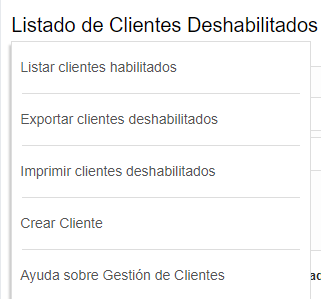 Listado de Clientes Deshabilitados
Listar clientes habilitados
Exportar clientes deshabilitados
Imprimir clientes deshabilitados
Crear Cliente
Ayuda sobre Gestión de Clientes